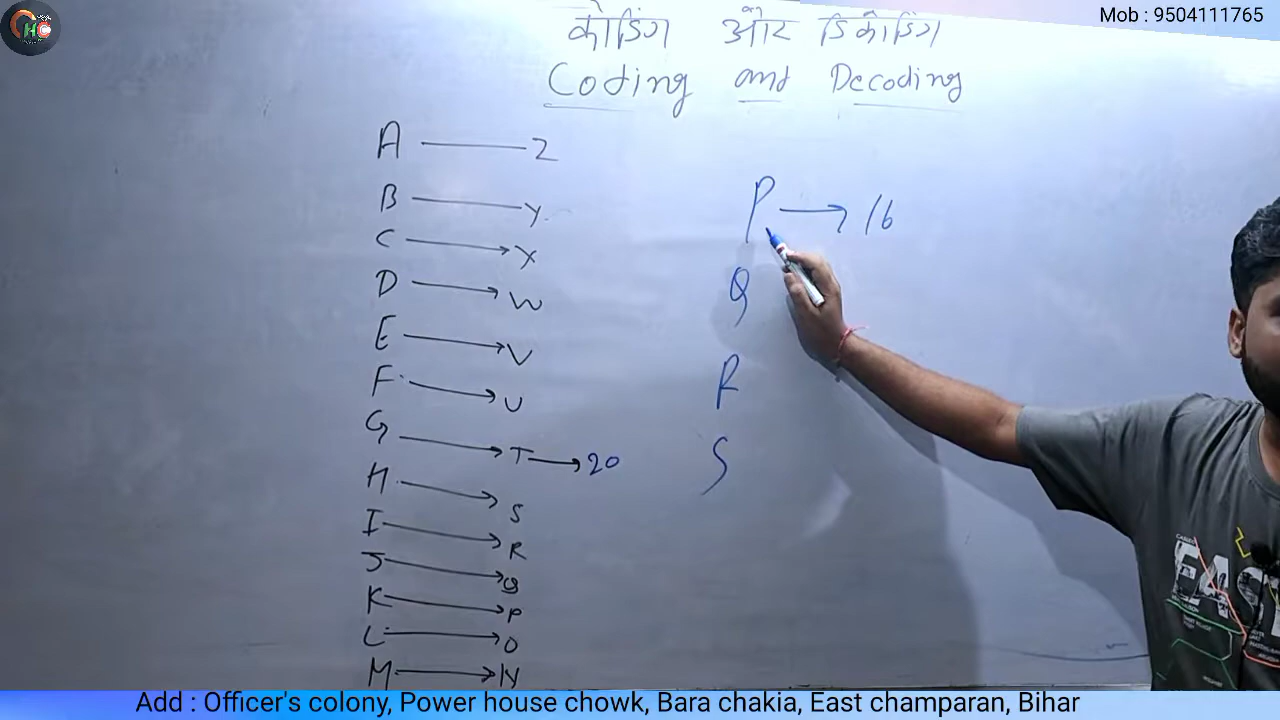 Mob : 9504111765
HC
कोडिंग और डिकोडिंग
Coding and Decoding
A Z
B Y
C → X
D → W
E → V
F → U
G → T → 20
H → S
I → R
J → Q
K → P
L → O
M → N
P → 16
Q
R
S
Add : Officer's colony, Power house chowk, Bara chakia, East champaran, Bihar